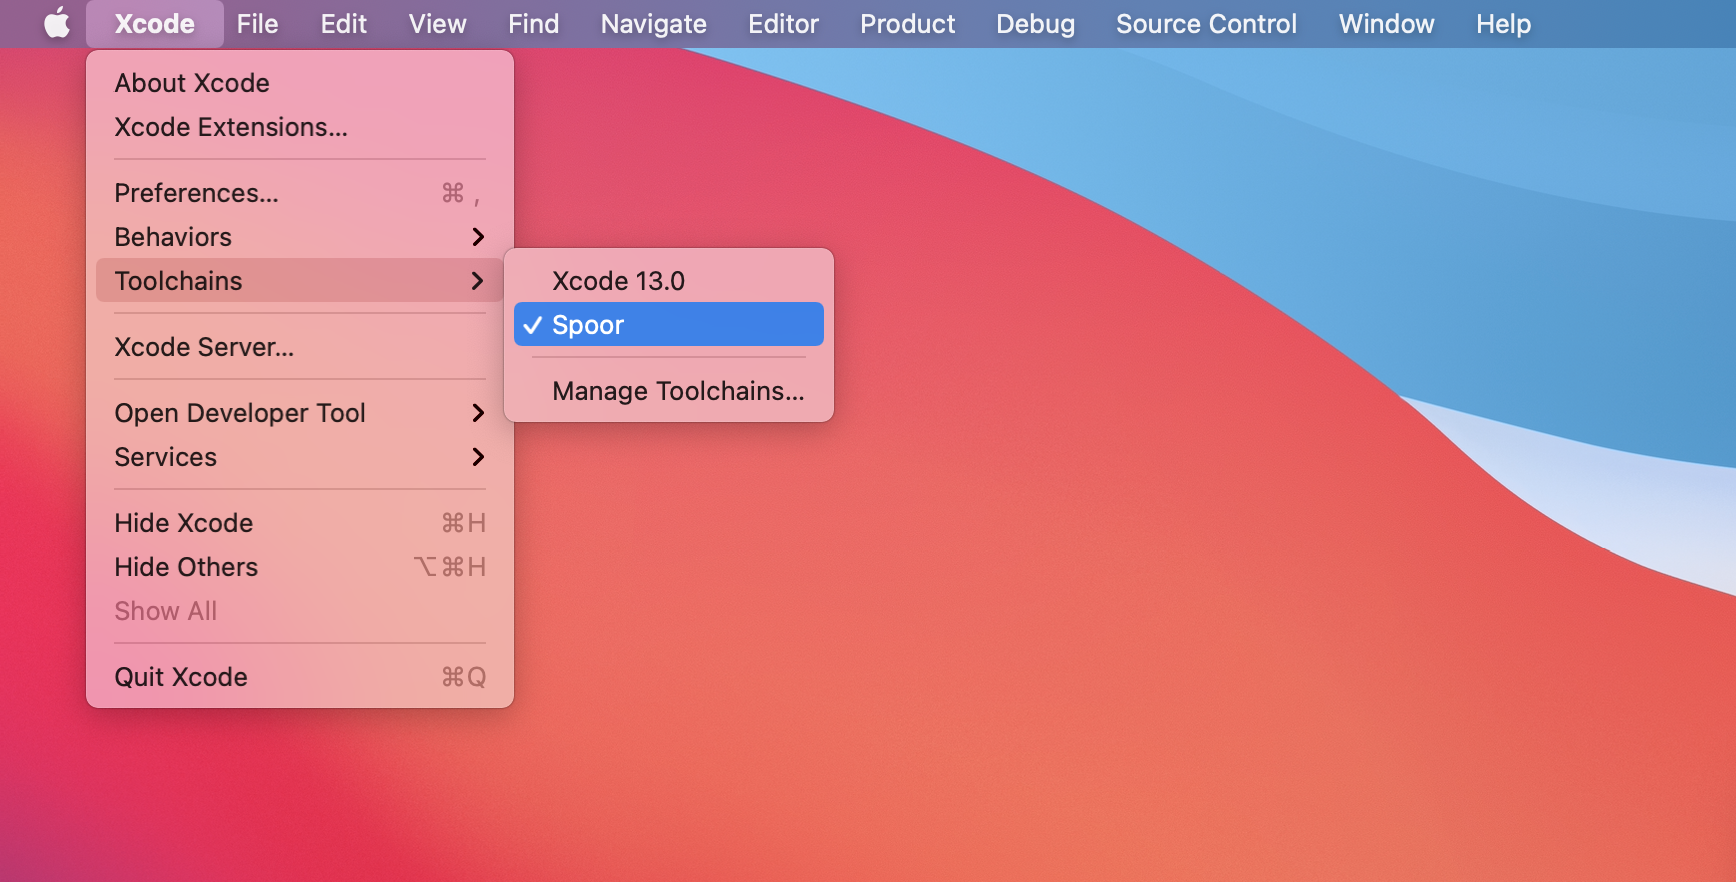 Xcode File Edit View Find Navigate Editor Product Debug Source Control Window Help
About Xcode
Xcode Extensions...
Preferences... ⌘ ,
Behaviors
Toolchains
Xcode Server...
Open Developer Tool
Services
Hide Xcode ⌘H
Hide Others ⌥⌘H
Show All
Quit Xcode ⌘Q
Xcode 13.0
✓ Spoor
Manage Toolchains...